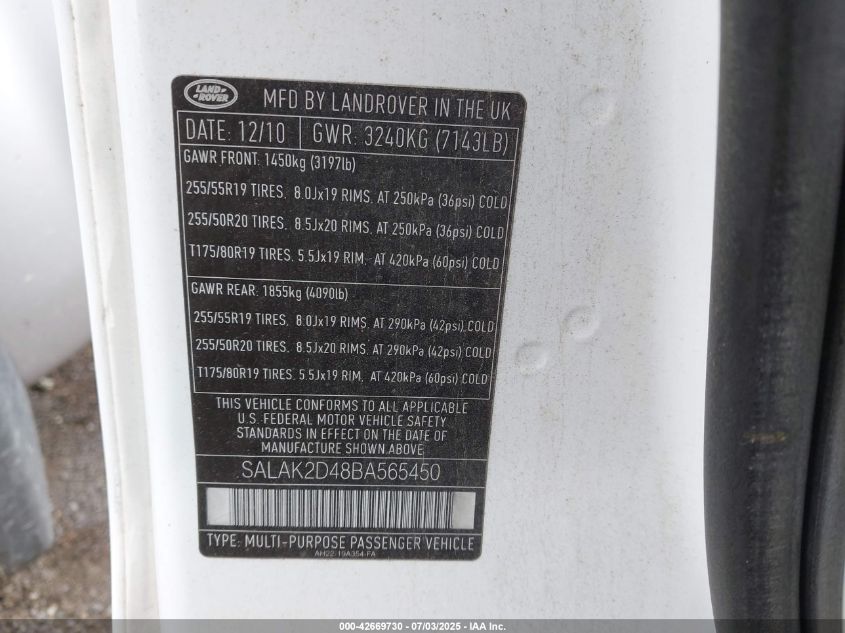 LAND ROVER
MFD BY LANDROVER IN THE UK
DATE: 12/10 GWR: 3240KG (7143LB)
GAWR FRONT: 1450kg (3197lb)
255/55R19 TIRES. 8.0Jx19 RIMS. AT 250kPa (36psi) COLD
255/50R20 TIRES. 8.5Jx20 RIMS. AT 250kPa (36psi) COLD
T175/80R19 TIRES. 5.5Jx19 RIM. AT 420kPa (60psi) COLD
GAWR REAR: 1855kg (4090lb)
255/55R19 TIRES. 8.0Jx19 RIMS. AT 290kPa (42psi) COLD
255/50R20 TIRES. 8.5Jx20 RIMS. AT 290kPa (42psi) COLD
T175/80R19 TIRES. 5.5Jx19 RIM. AT 420kPa (60psi) COLD
THIS VEHICLE CONFORMS TO ALL APPLICABLE
U.S. FEDERAL MOTOR VEHICLE SAFETY
STANDARDS IN EFFECT ON THE DATE OF
MANUFACTURE SHOWN ABOVE
SALAK2D48BA565450
TYPE: MULTI-PURPOSE PASSENGER VEHICLE
AH22-19A354-FA
000-42669730 - 07/03/2025 - IAA Inc.